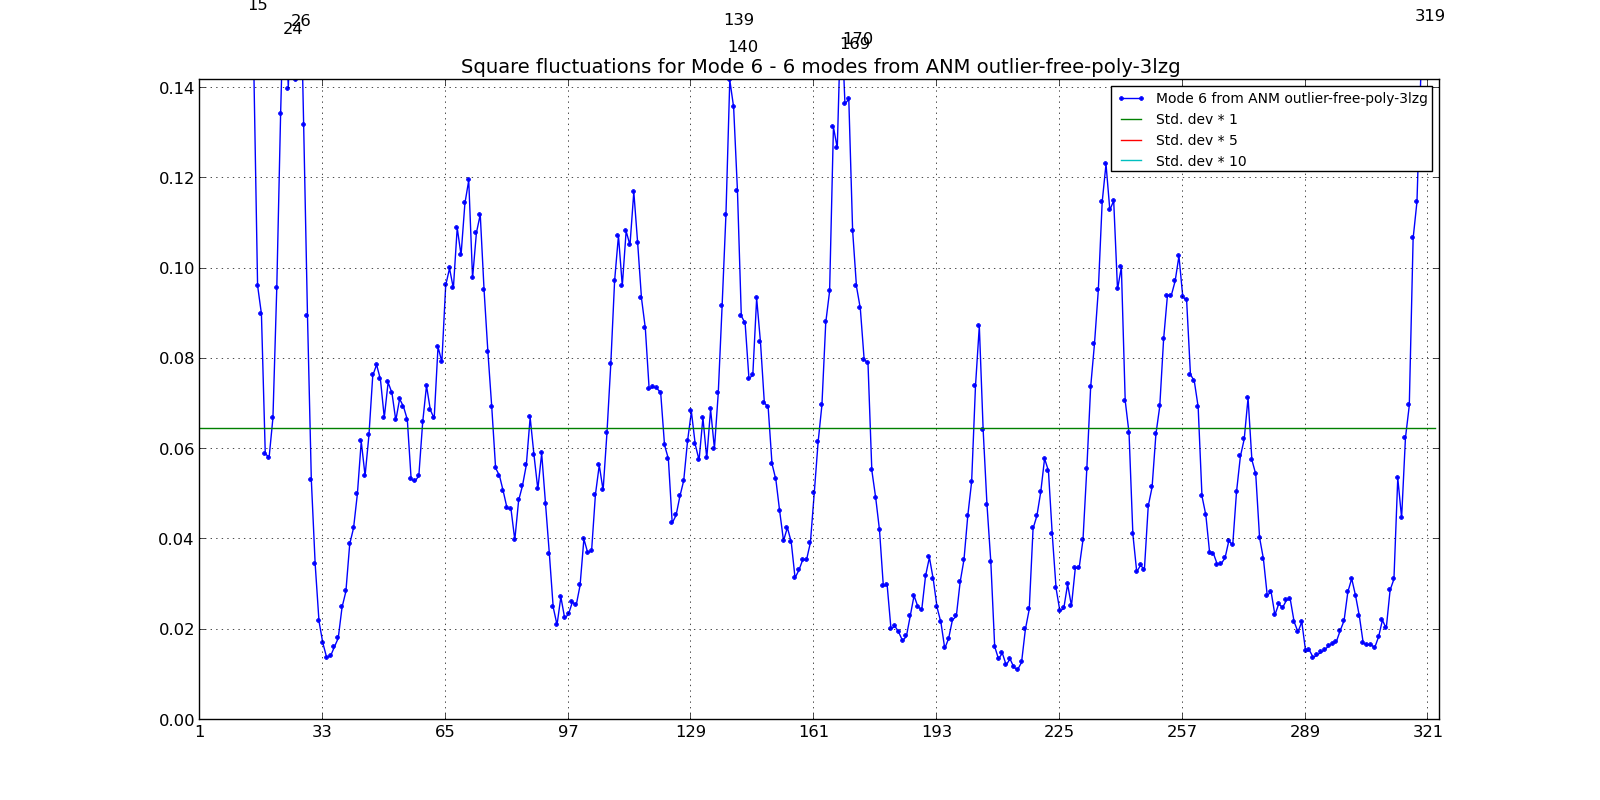 15
26
24
139
140
170
169
319
Square fluctuations for Mode 6 - 6 modes from ANM outlier-free-poly-3lzg
Mode 6 from ANM outlier-free-poly-3lzg
Std. dev * 1
Std. dev * 5
Std. dev * 10
0.14
0.12
0.10
0.08
0.06
0.04
0.02
0.00
1 33 65 97 129 161 193 225 257 289 321